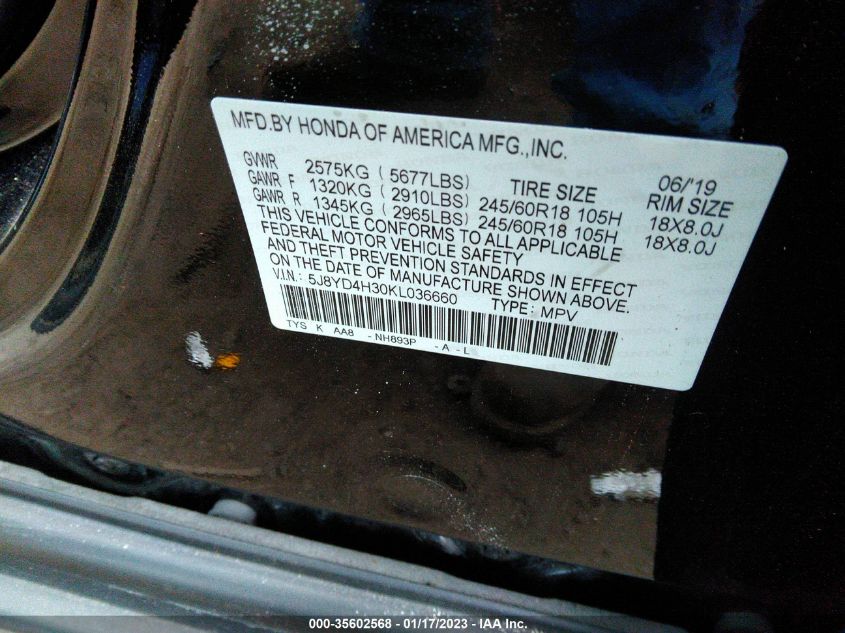 MFD.BY HONDA OF AMERICA MFG.,INC.
06/'19
GVWR 2575KG ( 5677LBS) TIRE SIZE RIM SIZE
GAWR F 1320KG ( 2910LBS) 245/60R18 105H 18X8.0J
GAWR R 1345KG ( 2965LBS) 245/60R18 105H 18X8.0J
THIS VEHICLE CONFORMS TO ALL APPLICABLE
FEDERAL MOTOR VEHICLE SAFETY
AND THEFT PREVENTION STANDARDS IN EFFECT
ON THE DATE OF MANUFACTURE SHOWN ABOVE.
V.I.N.: 5J8YD4H30KL036660 TYPE: MPV
TYS K AA8 - NH893P - A - L
000-35602568 - 01/17/2023 - IAA Inc.